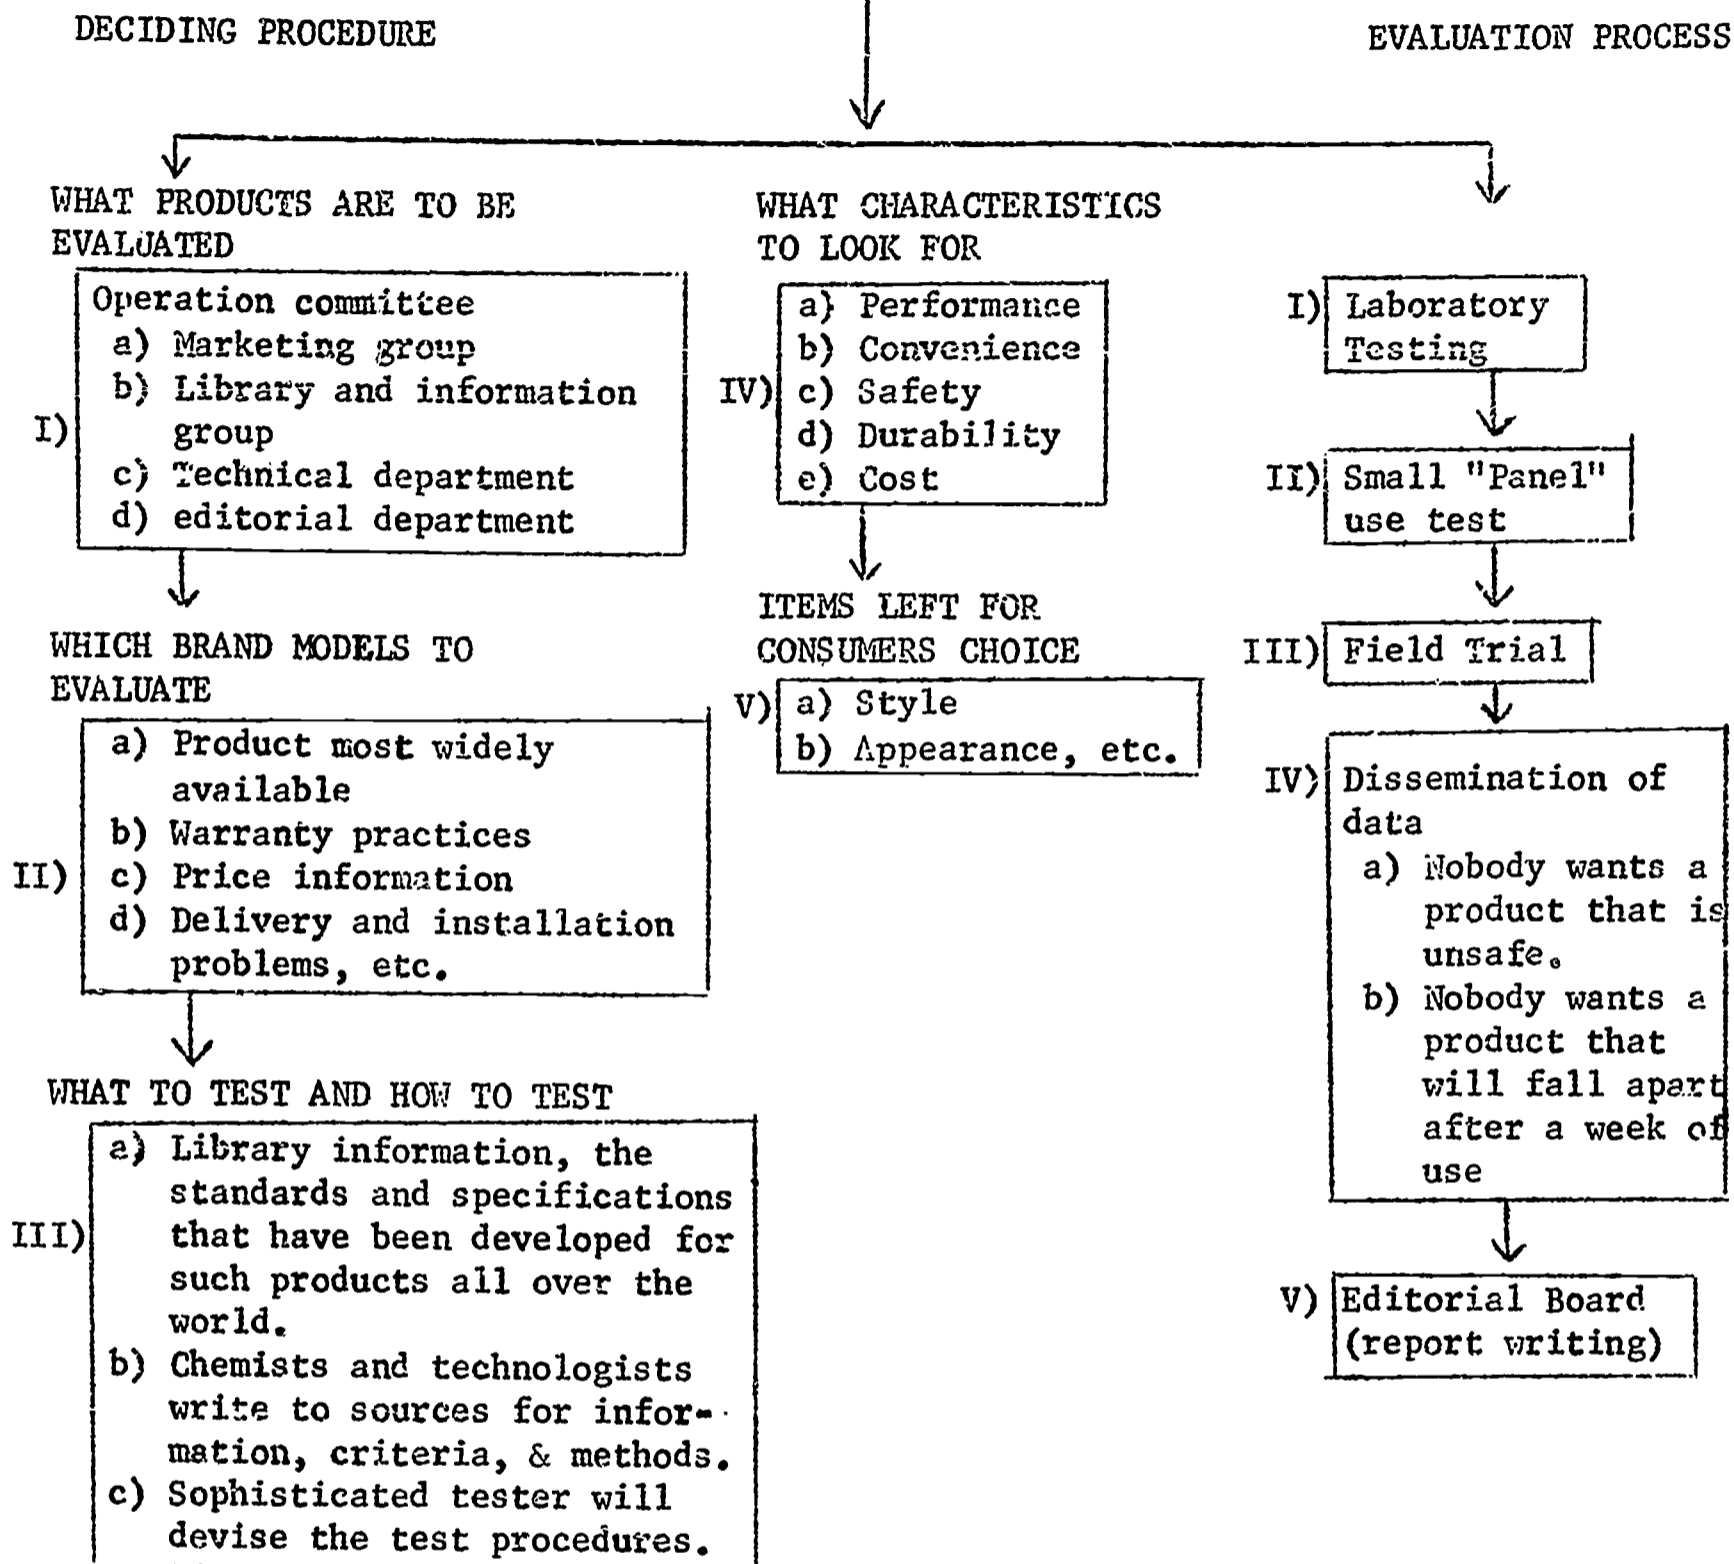 DECIDING PROCEDURE
EVALUATION PROCESS
WHAT PRODUCTS ARE TO BE
EVALUATED
I)
Operation committee
a) Marketing group
b) Library and information
group
c) Technical department
d) editorial department
WHICH BRAND MODELS TO
EVALUATE
II)
a) Product most widely
available
b) Warranty practices
c) Price information
d) Delivery and installation
problems, etc.
WHAT TO TEST AND HOW TO TEST
III)
a) Library information, the
standards and specifications
that have been developed for
such products all over the
world.
b) Chemists and technologists
write to sources for infor-
mation, criteria, & methods.
c) Sophisticated tester will
devise the test procedures.
WHAT CHARACTERISTICS
TO LOOK FOR
IV)
a) Performance
b) Convenience
c) Safety
d) Durability
e) Cost
ITEMS LEFT FOR
CONSUMERS CHOICE
V) a) Style
b) Appearance, etc.
I) Laboratory
Testing
II) Small "Panel"
use test
III) Field Trial
IV) Dissemination of
data
a) Nobody wants a
product that is
unsafe.
b) Nobody wants a
product that
will fall apart
after a week of
use
V) Editorial Board
(report writing)